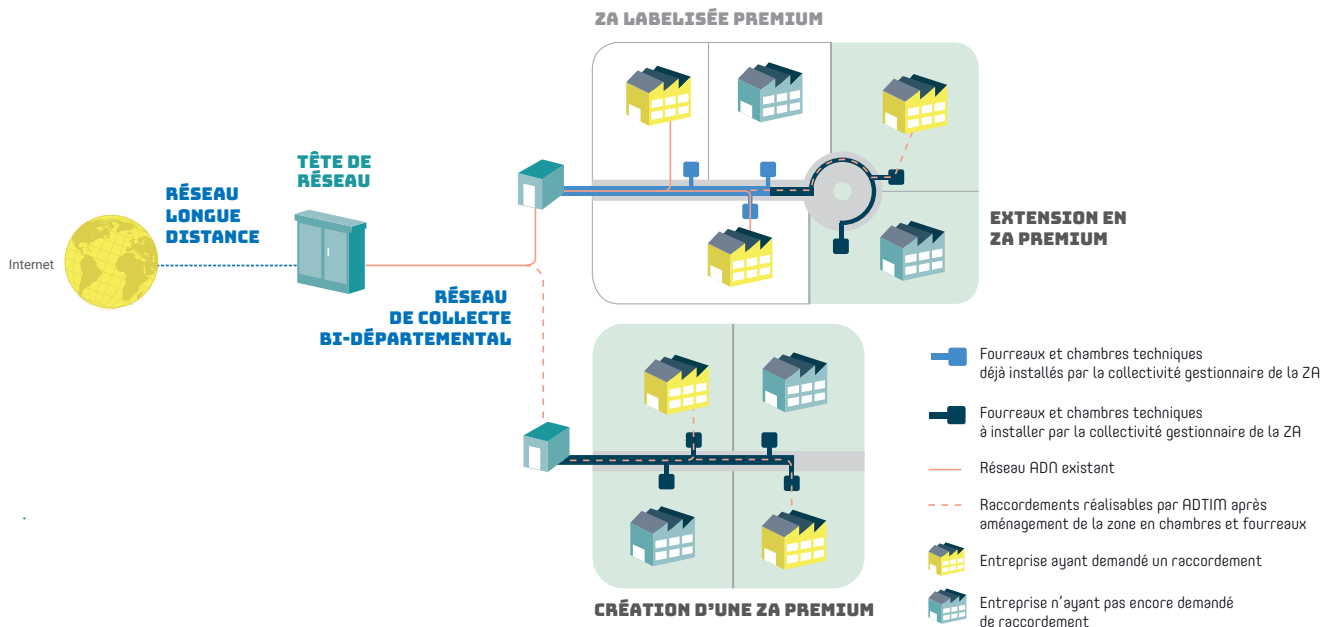 ZA LABELISÉE PREMIUM
TÊTE DE
RÉSEAU
RÉSEAU
LONGUE
DISTANCE
Internet
EXTENSION EN
ZA PREMIUM
RÉSEAU
DE COLLECTE
BI-DÉPARTEMENTAL
CRÉATION D'UNE ZA PREMIUM
Fourreaux et chambres techniques
déjà installés par la collectivité gestionnaire de la ZA
Fourreaux et chambres techniques
à installer par la collectivité gestionnaire de la ZA
Réseau ADN existant
Raccordements réalisables par ADTIM après
aménagement de la zone en chambres et fourreaux
Entreprise ayant demandé un raccordement
Entreprise n'ayant pas encore demandé
de raccordement